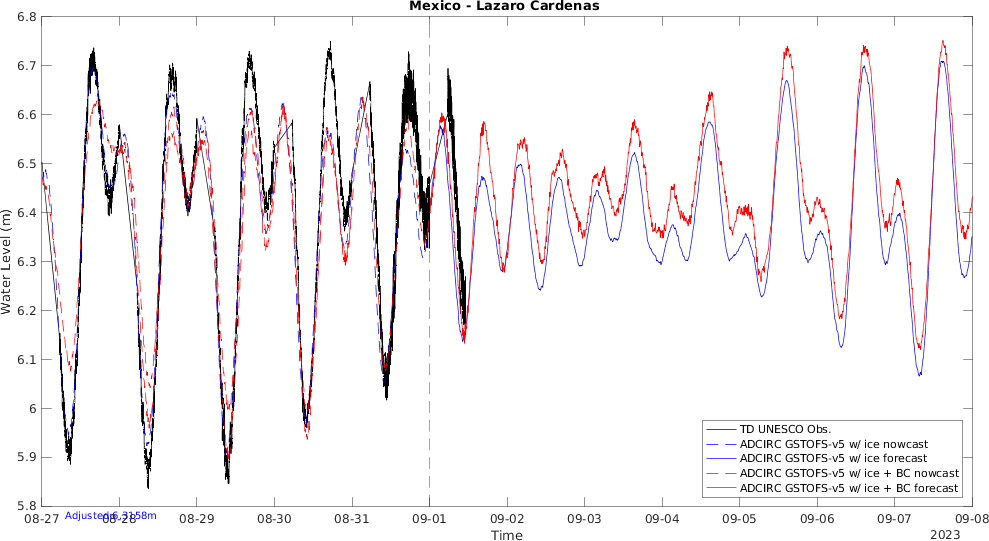 Mexico - Lazaro Cardenas
Water Level (m)
6.8
6.7
6.6
6.5
6.4
6.3
6.2
6.1
6
5.9
5.8
TD UNESCO Obs.
ADCIRC GSTOFS-v5 w/ ice nowcast
ADCIRC GSTOFS-v5 w/ ice forecast
ADCIRC GSTOFS-v5 w/ ice + BC nowcast
ADCIRC GSTOFS-v5 w/ ice + BC forecast
08-27 08-28 08-29 08-30 08-31 09-01 09-02 09-03 09-04 09-05 09-06 09-07 09-08
Adjusted 6.3158m
Time
2023